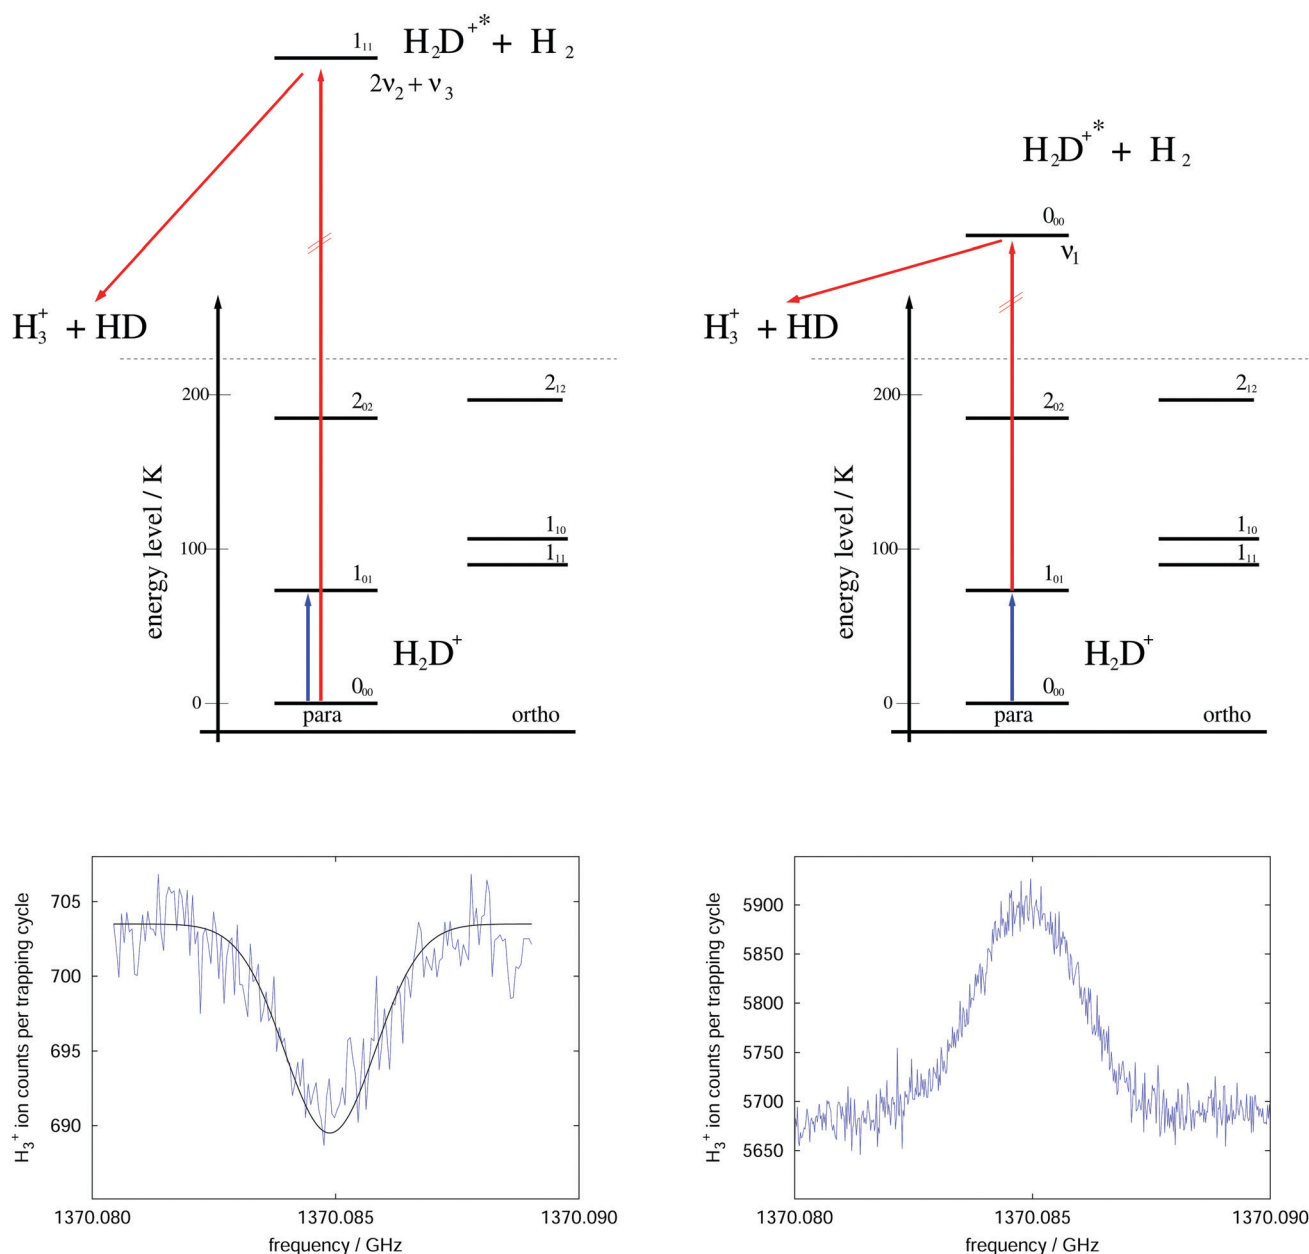 1₁₁ H₂D⁺* + H₂
2ν₂ + ν₃
H₃⁺ + HD
200
2₀₂
2₁₂
energy level / K
100
1₁₀
1₁₁
1₀₁
H₂D⁺
0
0₀₀
para
ortho
H₂D⁺* + H₂
0₀₀
ν₁
H₃⁺ + HD
200
2₀₂
2₁₂
energy level / K
100
1₁₀
1₁₁
1₀₁
H₂D⁺
0
0₀₀
para
ortho
H₃⁺ ion counts per trapping cycle
705
700
695
690
1370.080 1370.085 1370.090
frequency / GHz
H₃⁺ ion counts per trapping cycle
5900
5850
5800
5750
5700
5650
1370.080 1370.085 1370.090
frequency / GHz